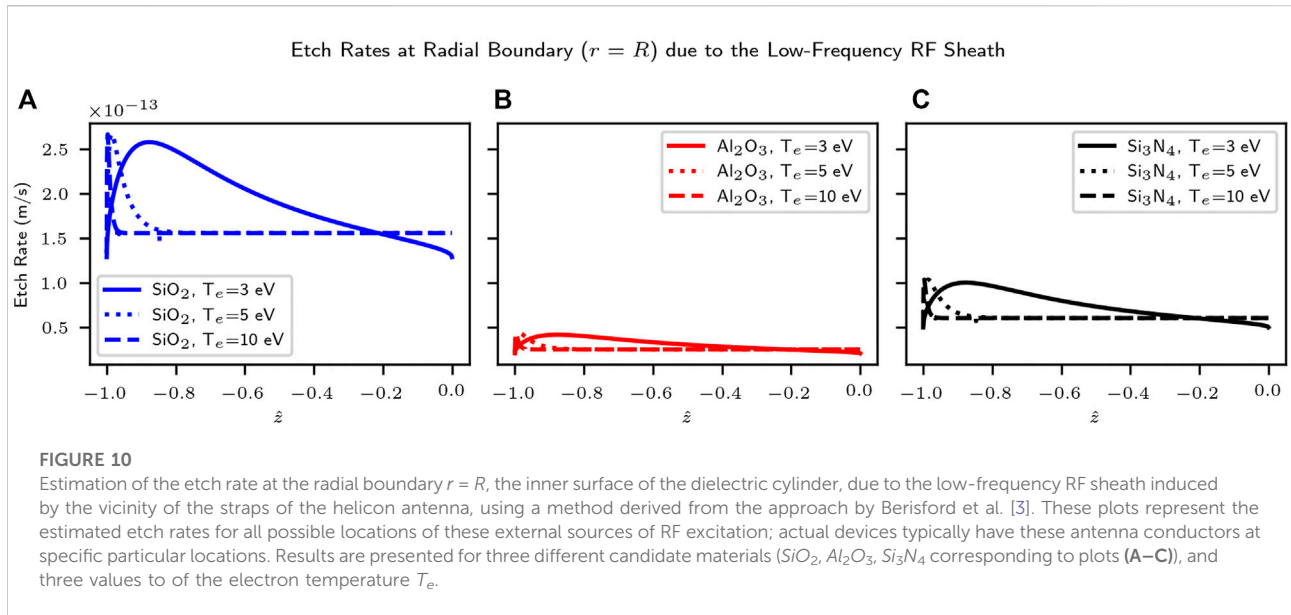 Etch Rates at Radial Boundary (r = R) due to the Low-Frequency RF Sheath
A
×10−13
2.5
2.0
1.5
1.0
0.5
Etch Rate (m/s)
SiO2, Te=3 eV
SiO2, Te=5 eV
SiO2, Te=10 eV
−1.0 −0.8 −0.6 −0.4 −0.2 0.0
ẑ
B
Al2O3, Te=3 eV
Al2O3, Te=5 eV
Al2O3, Te=10 eV
−1.0 −0.8 −0.6 −0.4 −0.2 0.0
ẑ
C
Si3N4, Te=3 eV
Si3N4, Te=5 eV
Si3N4, Te=10 eV
−1.0 −0.8 −0.6 −0.4 −0.2 0.0
ẑ
FIGURE 10
Estimation of the etch rate at the radial boundary r = R, the inner surface of the dielectric cylinder, due to the low-frequency RF sheath induced
by the vicinity of the straps of the helicon antenna, using a method derived from the approach by Berisford et al. [3]. These plots represent the
estimated etch rates for all possible locations of these external sources of RF excitation; actual devices typically have these antenna conductors at
specific particular locations. Results are presented for three different candidate materials (SiO2, Al2O3, Si3N4 corresponding to plots (A–C)), and
three values to of the electron temperature Te.